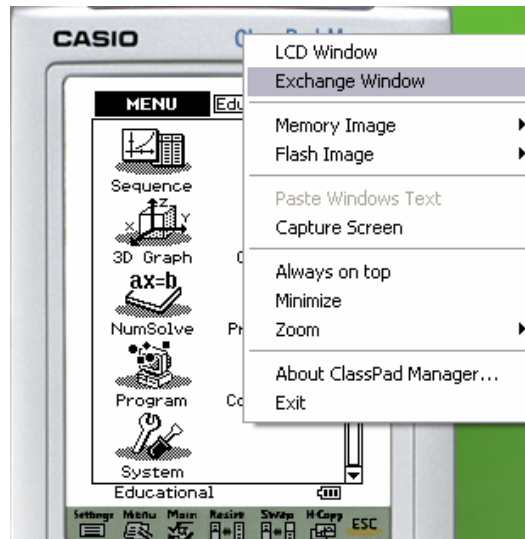 CASIO
MENU
Edu
Sequence
3D Graph
NumSolve
Program
System
Educational
Settings Menu Main Resize Swap H-Copy ESC
ax=b
LCD Window
Exchange Window
Memory Image
Flash Image
Paste Windows Text
Capture Screen
Always on top
Minimize
Zoom
About ClassPad Manager...
Exit